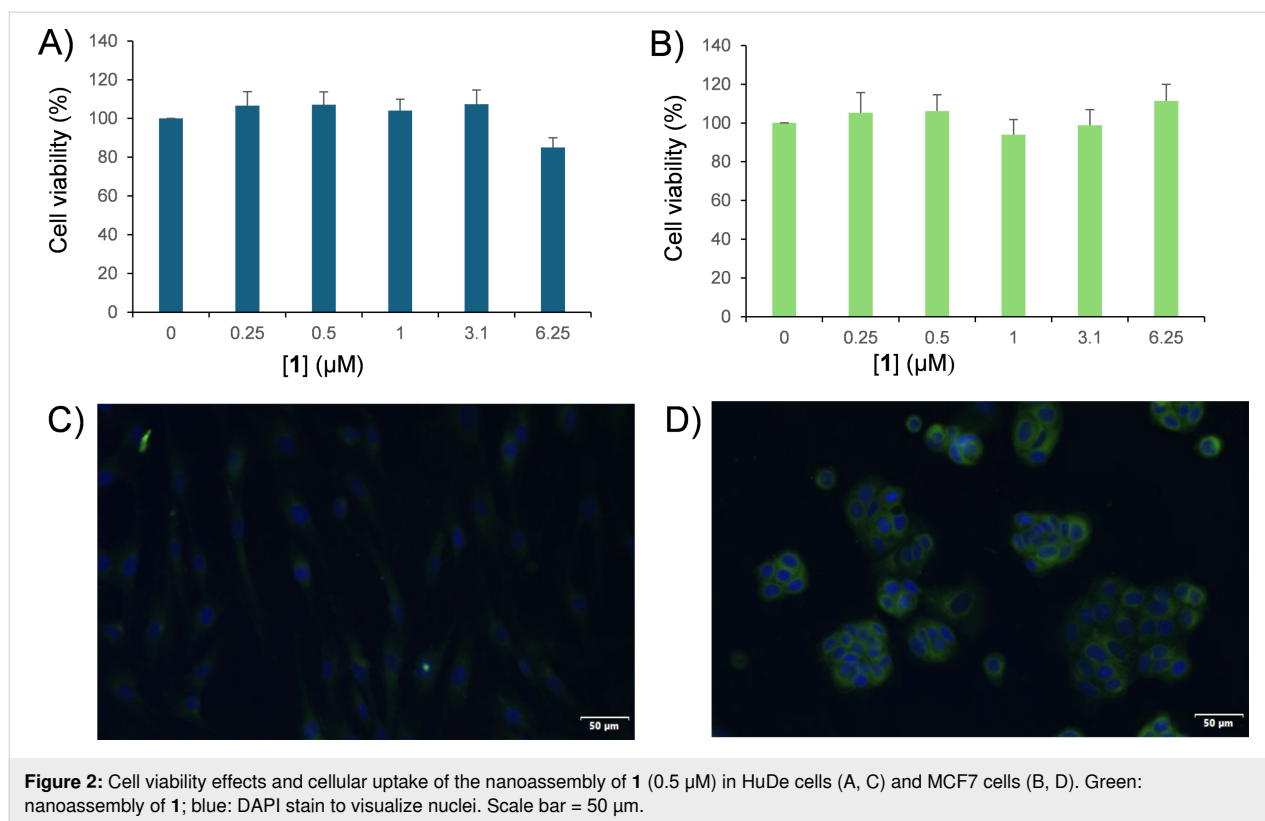 A)
140
120
100
80
60
40
20
0
Cell viability (%)
0 0.25 0.5 1 3.1 6.25
[1] (µM)
B)
140
120
100
80
60
40
20
0
Cell viability (%)
0 0.25 0.5 1 3.1 6.25
[1] (µM)
C)
50 µm
D)
50 µm
Figure 2: Cell viability effects and cellular uptake of the nanoassembly of 1 (0.5 µM) in HuDe cells (A, C) and MCF7 cells (B, D). Green:
nanoassembly of 1; blue: DAPI stain to visualize nuclei. Scale bar = 50 µm.